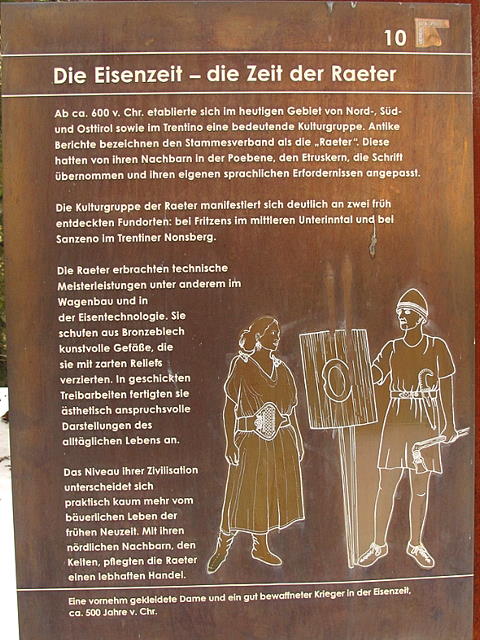 10
Die Eisenzeit – die Zeit der Raeter
Ab ca. 600 v. Chr. etablierte sich im heutigen Gebiet von Nord-, Süd-
und Osttirol sowie im Trentino eine bedeutende Kulturgruppe. Antike
Berichte bezeichnen den Stammesverband als die „Raeter“. Diese
hatten von ihren Nachbarn in der Poebene, den Etruskern, die Schrift
übernommen und ihren eigenen sprachlichen Erfordernissen angepasst.
Die Kulturgruppe der Raeter manifestiert sich deutlich an zwei früh
entdeckten Fundorten: bei Fritzens im mittleren Unterinntal und bei
Sanzeno im Trentiner Nonsberg.
Die Raeter erbrachten technische
Meisterleistungen unter anderem im
Wagenbau und in
der Eisentechnologie. Sie
schufen aus Bronzeblech
kunstvolle Gefäße, die
sie mit zarten Reliefs
verzierten. In geschickten
Treibarbeiten fertigten sie
ästhetisch anspruchsvolle
Darstellungen des
alltäglichen Lebens an.
Das Niveau ihrer Zivilisation
unterscheidet sich
praktisch kaum mehr vom
bäuerlichen Leben der
frühen Neuzeit. Mit ihren
nördlichen Nachbarn, den
Kelten, pflegten die Raeter
einen lebhaften Handel.
Eine vornehm gekleidete Dame und ein gut bewaffneter Krieger in der Eisenzeit,
ca. 500 Jahre v. Chr.